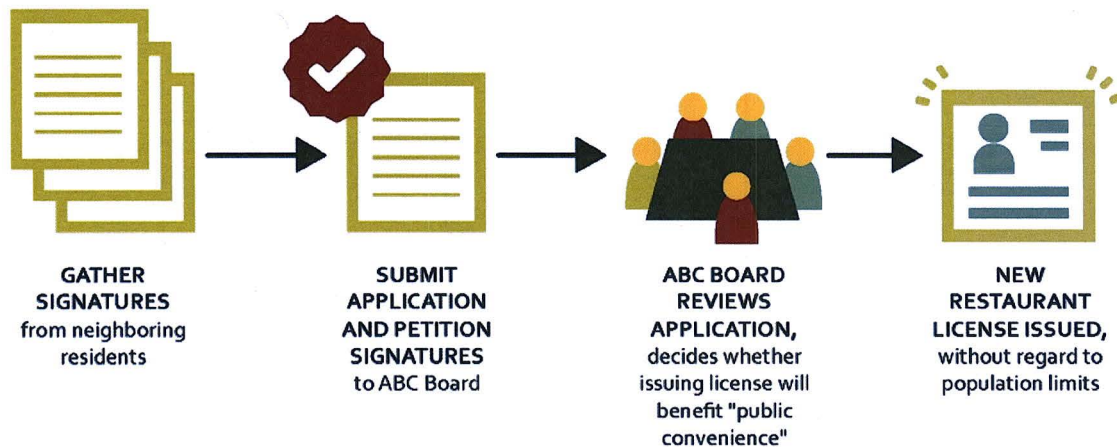 GATHER
SIGNATURES
from neighboring
residents
SUBMIT
APPLICATION
AND PETITION
SIGNATURES
to ABC Board
ABC BOARD
REVIEWS
APPLICATION,
decides whether
issuing license will
benefit "public
convenience"
NEW
RESTAURANT
LICENSE ISSUED,
without regard to
population limits